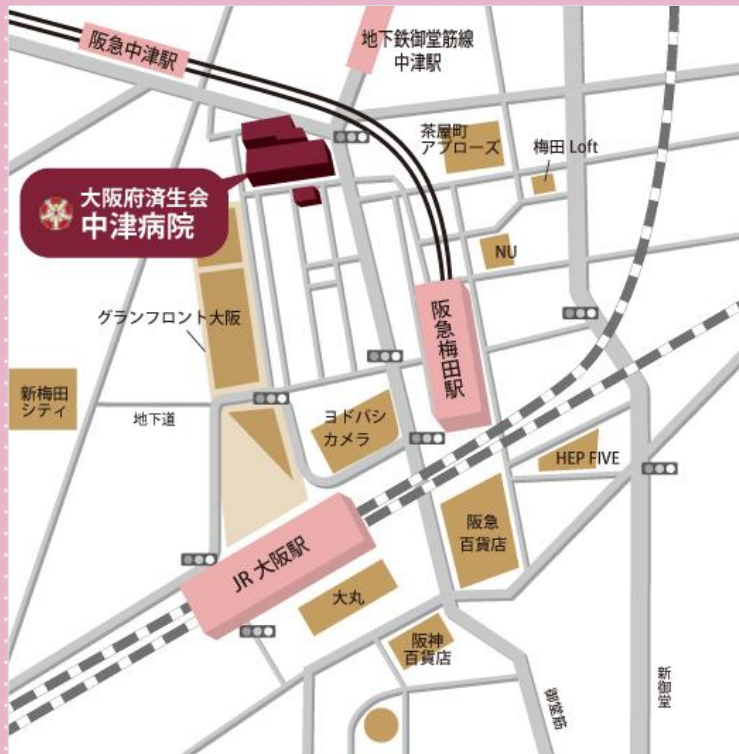 阪急中津駅
地下鉄御堂筋線
中津駅
茶屋町
アプローズ
梅田 Loft
大阪府済生会
中津病院
NU
グランフロント大阪
阪急梅田駅
新梅田
シティ
地下道
ヨドバシ
カメラ
HEP FIVE
阪急
百貨店
JR 大阪駅
大丸
阪神
百貨店
御堂筋
新御堂